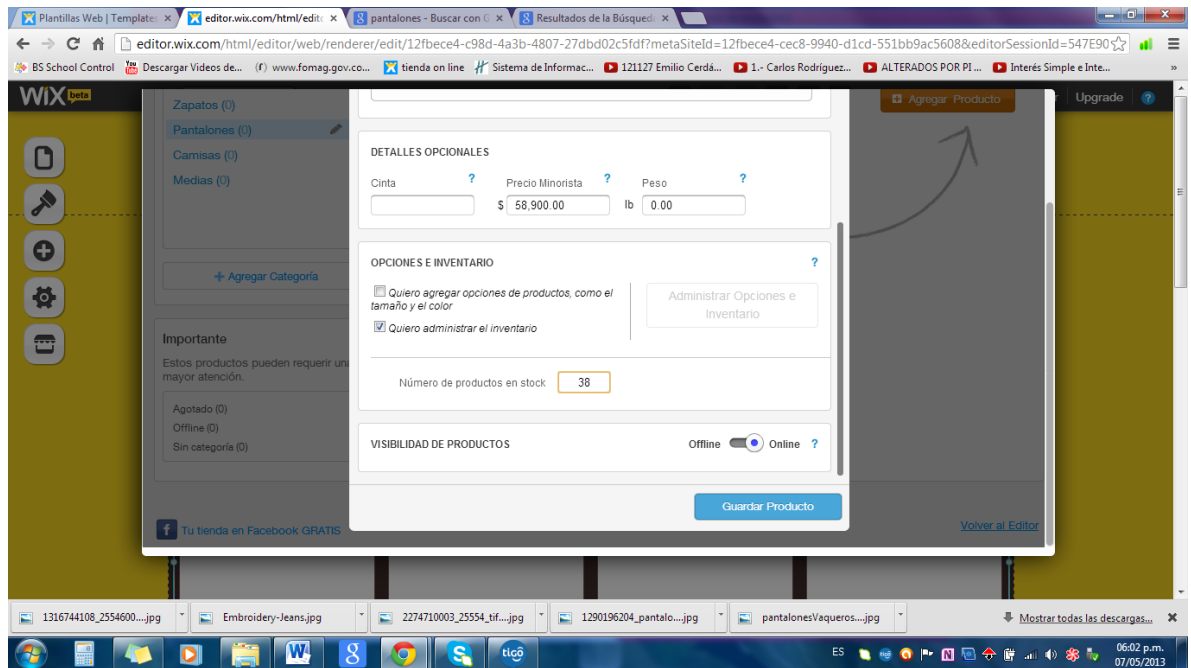 Plantillas Web | Templates
editor.wix.com/html/edito
pantalones - Buscar con G
Resultados de la Búsqueda
editor.wix.com/html/editor/web/renderer/edit/12fbece4-c98d-4a3b-4807-27dbd02c5fdf?metaSiteId=12fbece4-cec8-9940-d1cd-551bb9ac5608&editorSessionId=547E90
BS School Control
Descargar Videos de...
www.fomag.gov.co...
tienda on line
Sistema de Informac...
121127 Emilio Cerdá...
1.- Carlos Rodríguez...
ALTERADOS POR PI ...
Interés Simple e Inte...
»
WiX beta
Agregar Producto
r
Upgrade
?
Zapatos (0)
Pantalones (0)
Camisas (0)
Medias (0)
+ Agregar Categoría
Importante
Estos productos pueden requerir una
mayor atención.
Agotado (0)
Offline (0)
Sin categoría (0)
f Tu tienda en Facebook GRATIS
DETALLES OPCIONALES
Cinta ? Precio Minorista ? Peso ?
$ 58,900.00 lb 0.00
OPCIONES E INVENTARIO ?
Quiero agregar opciones de productos, como el
tamaño y el color
Quiero administrar el inventario
Administrar Opciones e
Inventario
Número de productos en stock 38
VISIBILIDAD DE PRODUCTOS Offline Online ?
Guardar Producto
Volver al Editor
1316744108_2554600....jpg
Embroidery-Jeans.jpg
2274710003_25554_tif....jpg
1290196204_pantalo....jpg
pantalonesVaqueros....jpg
Mostrar todas las descargas...
W
8
S
tiGO
ES
N
06:02 p.m.
07/05/2013